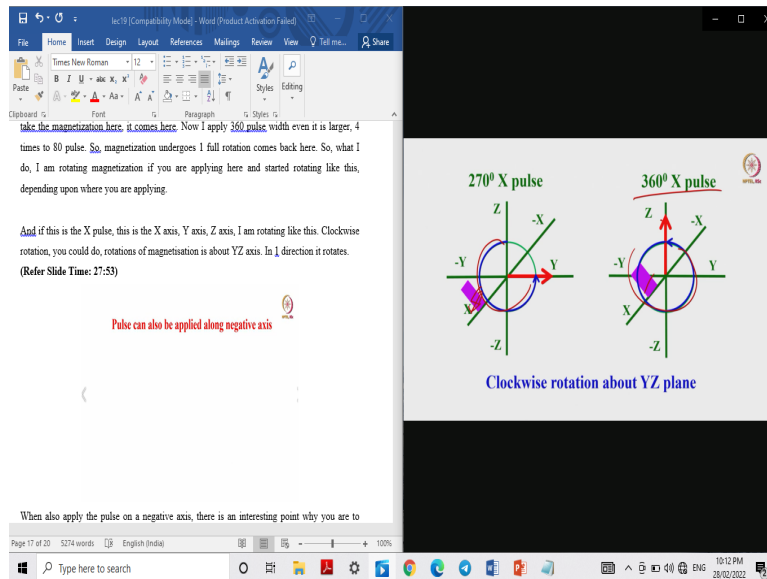 lec19 [Compatibility Mode] - Word (Product Activation Failed)
File Home Insert Design Layout References Mailings Review View Tell me... Share
Times New Roman 12
B I U abc X, X²
Paste
A Aa A A
Styles Editing
Clipboard Font Paragraph Styles
take the magnetization here, it comes here. Now I apply 360 pulse width even it is larger, 4
times to 80 pulse. So, magnetization undergoes 1 full rotation comes back here. So, what I
do, I am rotating magnetization if you are applying here and started rotating like this,
depending upon where you are applying.
And if this is the X pulse, this is the X axis, Y axis, Z axis, I am rotating like this. Clockwise
rotation, you could do, rotations of magnetisation is about YZ axis. In 1 direction it rotates.
(Refer Slide Time: 27:53)
Pulse can also be applied along negative axis
When also apply the pulse on a negative axis, there is an interesting point why you are to
Page 17 of 20 5274 words English (India) 100%
270⁰ X pulse
Z
-X
-Y
Y
X
-Z
360⁰ X pulse
Z
-X
-Y
Y
X
-Z
Clockwise rotation about YZ plane
Type here to search
ENG
10:12 PM
28/02/2022